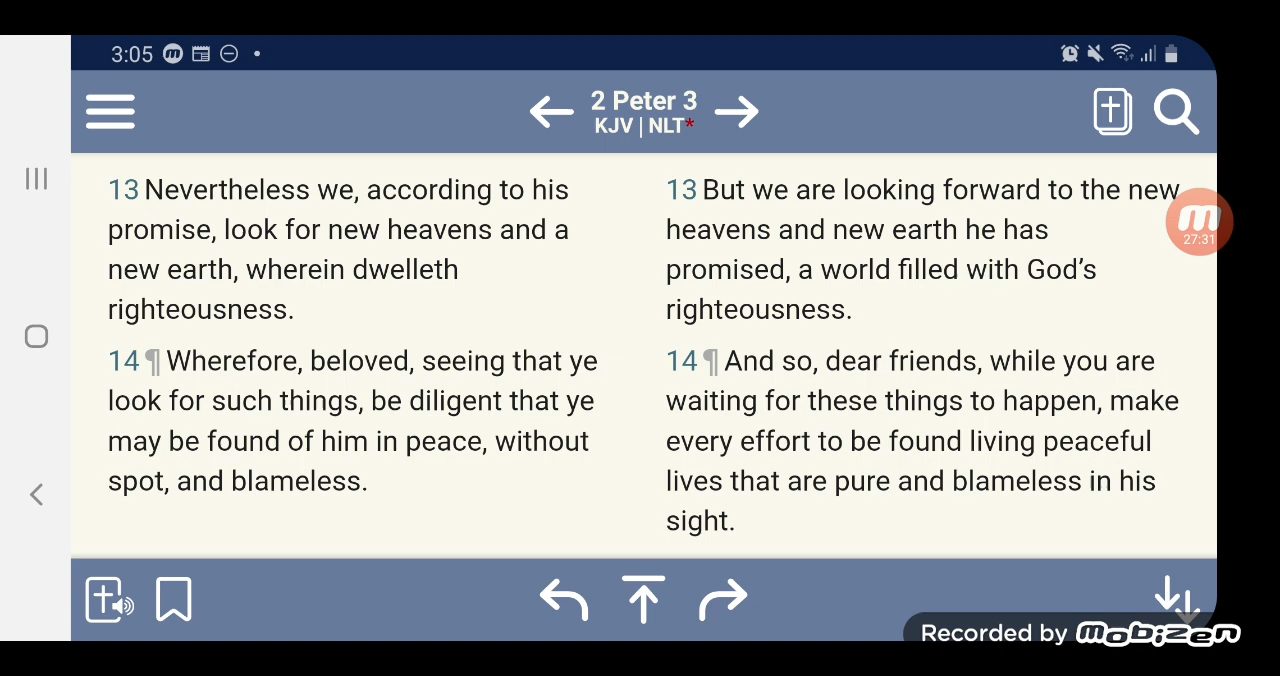 3:05
2 Peter 3
KJV | NLT*
13 Nevertheless we, according to his
promise, look for new heavens and a
new earth, wherein dwelleth
righteousness.
14 ¶ Wherefore, beloved, seeing that ye
look for such things, be diligent that ye
may be found of him in peace, without
spot, and blameless.
13 But we are looking forward to the new
heavens and new earth he has
promised, a world filled with God’s
righteousness.
14 ¶ And so, dear friends, while you are
waiting for these things to happen, make
every effort to be found living peaceful
lives that are pure and blameless in his
sight.
27:31
Recorded by Mobizen